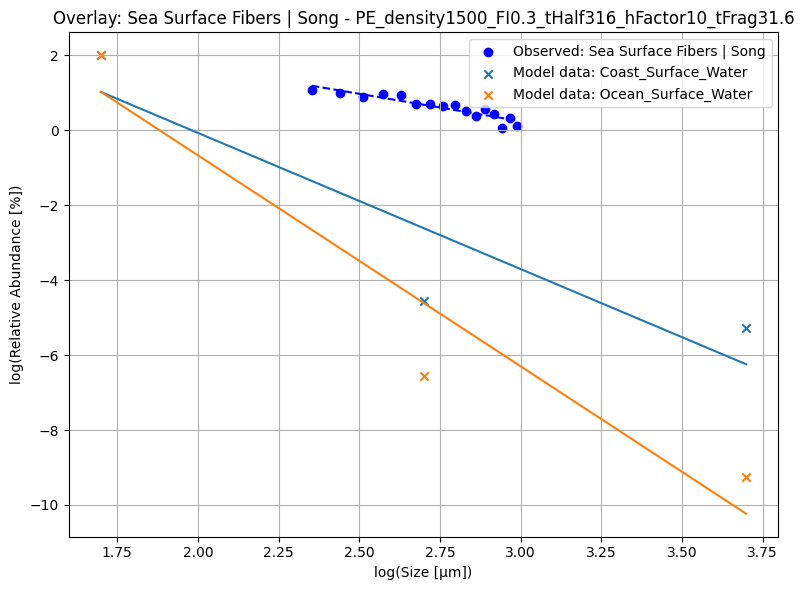 Overlay: Sea Surface Fibers | Song - PE_density1500_FI0.3_tHalf316_hFactor10_tFrag31.6
Observed: Sea Surface Fibers | Song
Model data: Coast_Surface_Water
Model data: Ocean_Surface_Water
log(Relative Abundance [%])
2
0
−2
−4
−6
−8
−10
1.75 2.00 2.25 2.50 2.75 3.00 3.25 3.50 3.75
log(Size [μm])